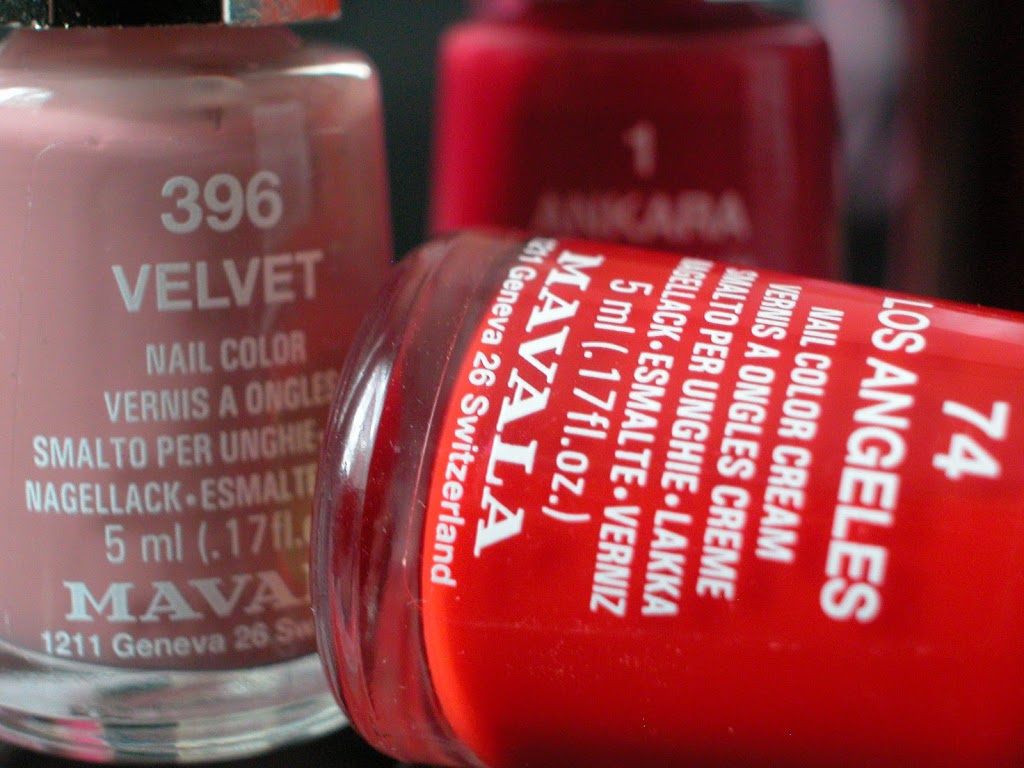 396
VELVET
NAIL COLOR
VERNIS A ONGLES
SMALTO PER UNGHIE•
NAGELLACK•ESMALTE
5 ml (.17fl.
MAVA
1211 Geneva 26 Sw
1
ANKARA
74
LOS ANGELES
NAIL COLOR CREAM
VERNIS A ONGLES CREME
SMALTO PER UNGHIE•LAKKA
NAGELLACK•ESMALTE•VERNIZ
5 ml (.17fl.oz.)
MAVALA
1211 Geneva 26 Switzerland